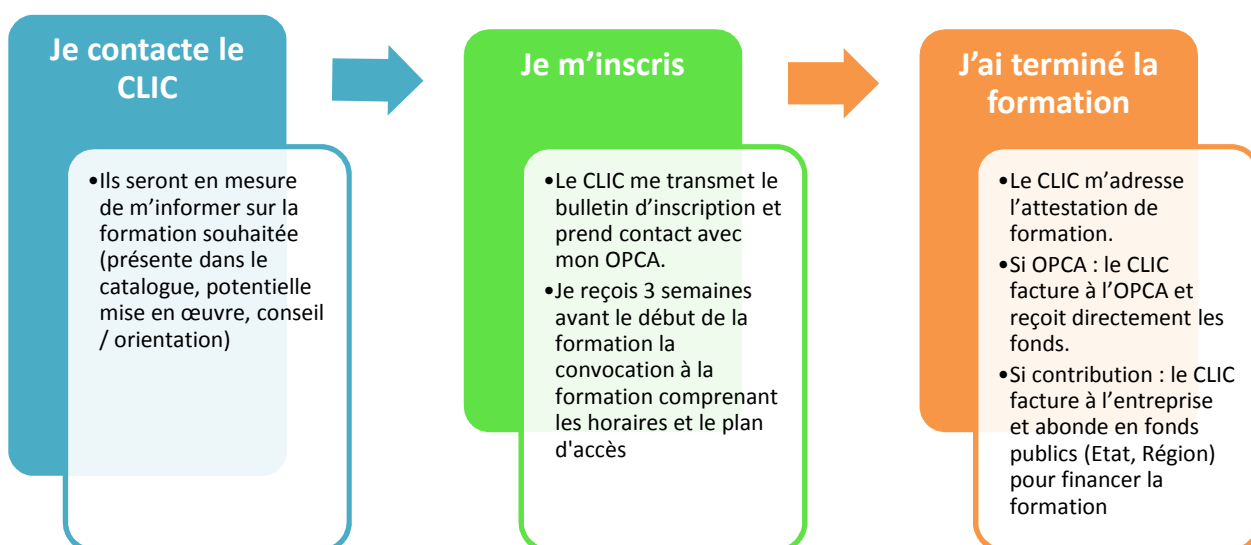 Je contacte le
CLIC
•Ils seront en mesure
de m'informer sur la
formation souhaitée
(présente dans le
catalogue, potentielle
mise en œuvre, conseil
/ orientation)
Je m'inscris
•Le CLIC me transmet le
bulletin d'inscription et
prend contact avec
mon OPCA.
•Je reçois 3 semaines
avant le début de la
formation la
convocation à la
formation comprenant
les horaires et le plan
d'accès
J'ai terminé la
formation
•Le CLIC m'adresse
l'attestation de
formation.
•Si OPCA : le CLIC
facture à l'OPCA et
reçoit directement les
fonds.
•Si contribution : le CLIC
facture à l'entreprise
et abonde en fonds
publics (Etat, Région)
pour financer la
formation